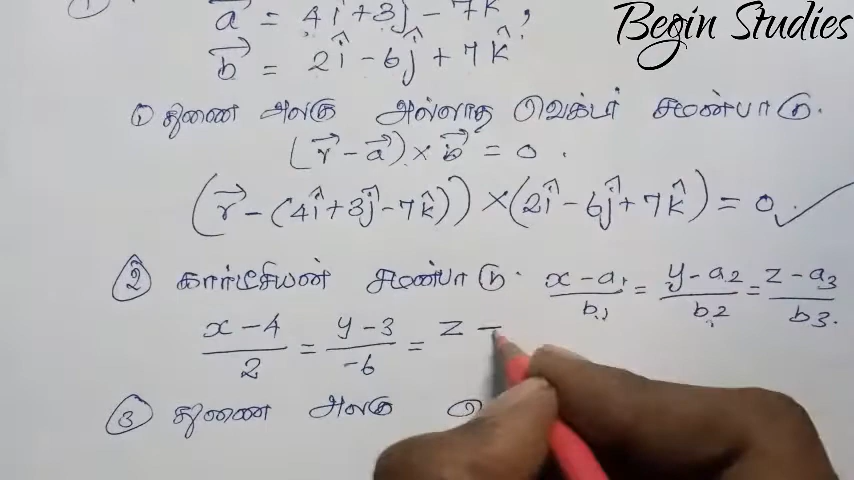 Begin Studies
①
a⃗ = 4î + 3ĵ - 7k̂ ,
b⃗ = 2î - 6ĵ + 7k̂
① துணை அலகு அல்லாத வெக்டர் சமன்பாடு.
(r⃗ - a⃗) × b⃗ = 0 .
(r⃗ - (4î + 3ĵ - 7k̂)) × (2î - 6ĵ + 7k̂) = 0. ✓
② கார்டீசியன் சமன்பாடு. x - a₁ / b₁ = y - a₂ / b₂ = z - a₃ / b₃.
x - 4 / 2 = y - 3 / -6 = z -
③ துணை அலகு